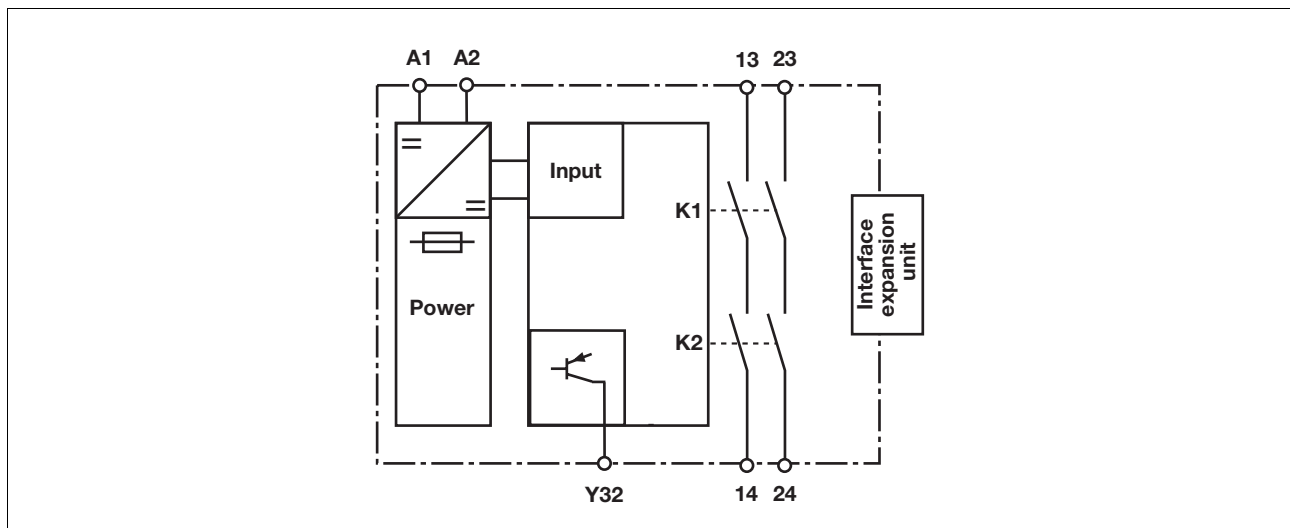 A1 A2 13 23
Input
K1
Interface
expansion
unit
Power
K2
Y32 14 24